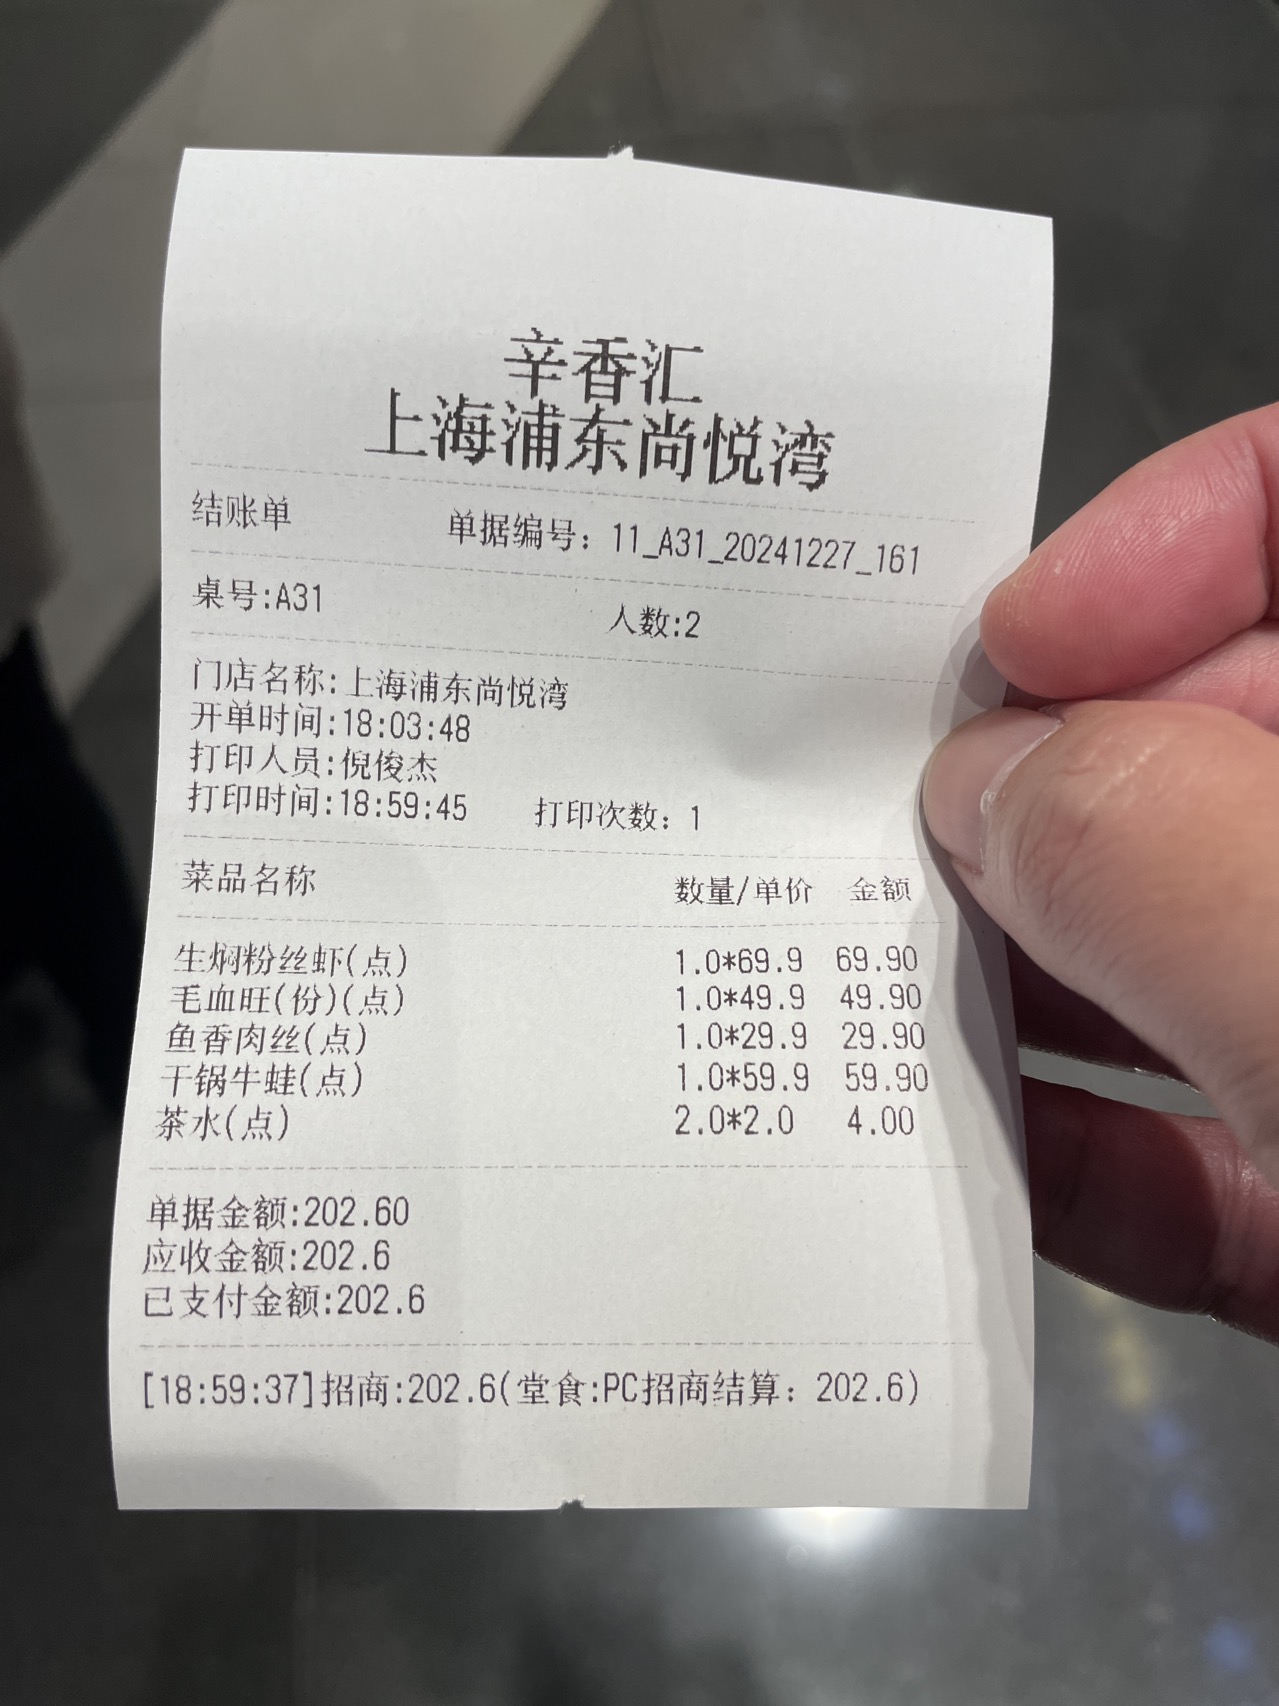 辛香汇
上海浦东尚悦湾
结账单 单据编号：11_A31_20241227_161
桌号:A31 人数:2
门店名称:上海浦东尚悦湾
开单时间:18:03:48
打印人员:倪俊杰
打印时间:18:59:45 打印次数：1
菜品名称 数量/单价 金额
生焖粉丝虾(点) 1.0*69.9 69.90
毛血旺(份)(点) 1.0*49.9 49.90
鱼香肉丝(点) 1.0*29.9 29.90
干锅牛蛙(点) 1.0*59.9 59.90
茶水(点) 2.0*2.0 4.00
单据金额:202.60
应收金额:202.6
已支付金额:202.6
[18:59:37]招商:202.6(堂食:PC招商结算：202.6)